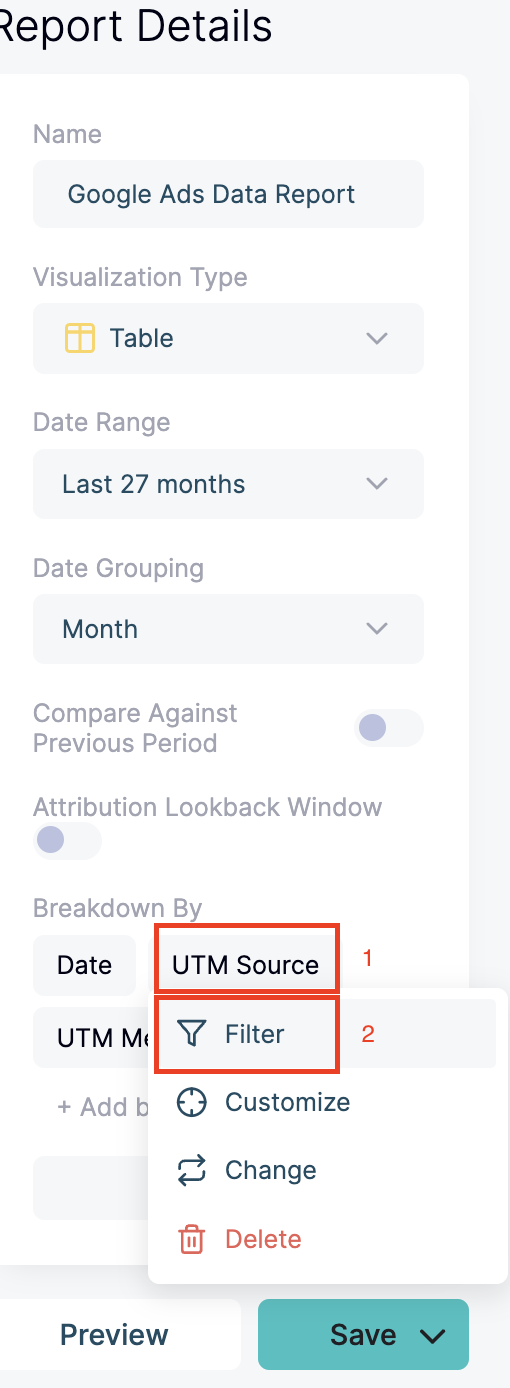 Report Details
Name
Google Ads Data Report
Visualization Type
Table
Date Range
Last 27 months
Date Grouping
Month
Compare Against
Previous Period
Attribution Lookback Window
Breakdown By
Date UTM Source 1
UTM
Filter 2
+ Add
Customize
Change
Delete
Preview Save